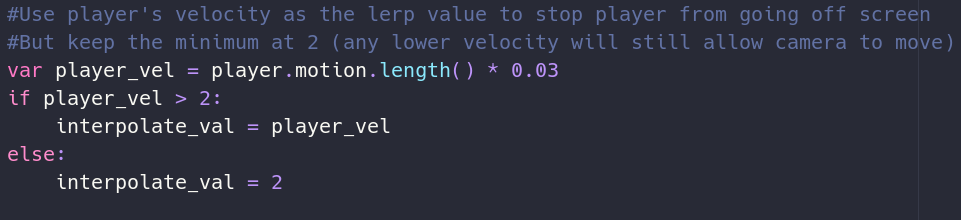 #Use player's velocity as the lerp value to stop player from going off screen
#But keep the minimum at 2 (any lower velocity will still allow camera to move)
var player_vel = player.motion.length() * 0.03
if player_vel > 2:
    interpolate_val = player_vel
else:
    interpolate_val = 2